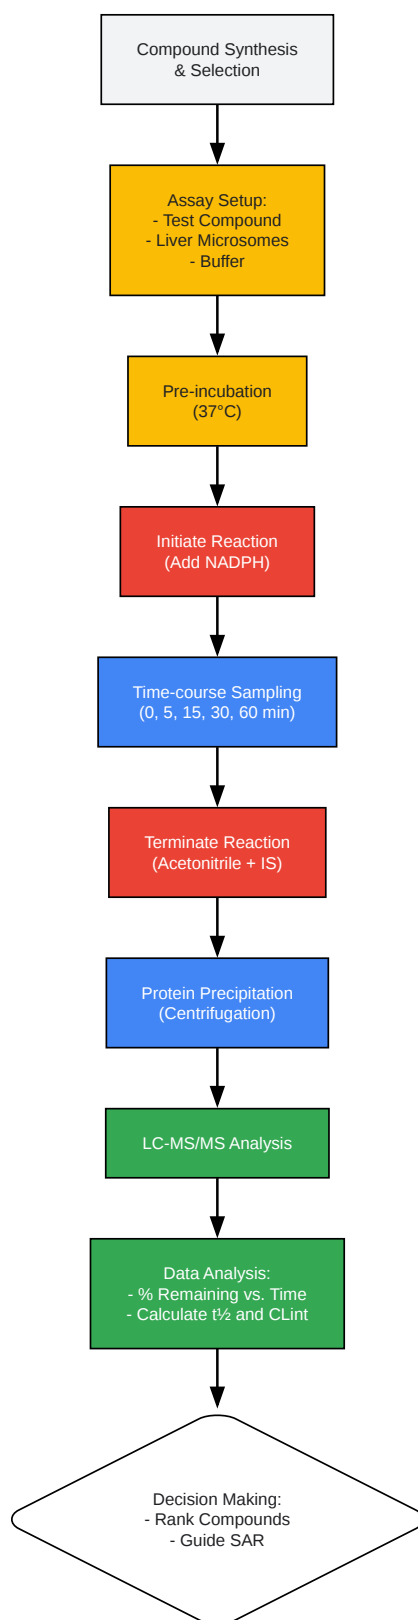 Compound Synthesis
& Selection
Assay Setup:
- Test Compound
- Liver Microsomes
- Buffer
Pre-incubation
(37°C)
Initiate Reaction
(Add NADPH)
Time-course Sampling
(0, 5, 15, 30, 60 min)
Terminate Reaction
(Acetonitrile + IS)
Protein Precipitation
(Centrifugation)
LC-MS/MS Analysis
Data Analysis:
- % Remaining vs. Time
- Calculate t½ and CLint
Decision Making:
- Rank Compounds
- Guide SAR